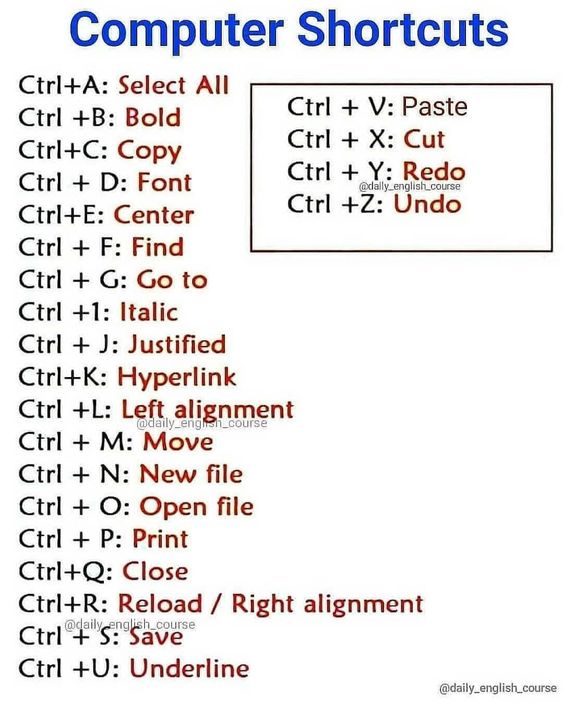 Computer Shortcuts
Ctrl+A: Select All
Ctrl +B: Bold
Ctrl+C: Copy
Ctrl + D: Font
Ctrl+E: Center
Ctrl + F: Find
Ctrl + G: Go to
Ctrl +1: Italic
Ctrl + J: Justified
Ctrl+K: Hyperlink
Ctrl +L: Left alignment
@daily_english_course
Ctrl + M: Move
Ctrl + N: New file
Ctrl + O: Open file
Ctrl + P: Print
Ctrl+Q: Close
Ctrl+R: Reload / Right alignment
@daily_english_course
Ctrl + S: Save
Ctrl +U: Underline
Ctrl + V: Paste
Ctrl + X: Cut
Ctrl + Y: Redo
@daily_english_course
Ctrl +Z: Undo
@daily_english_course